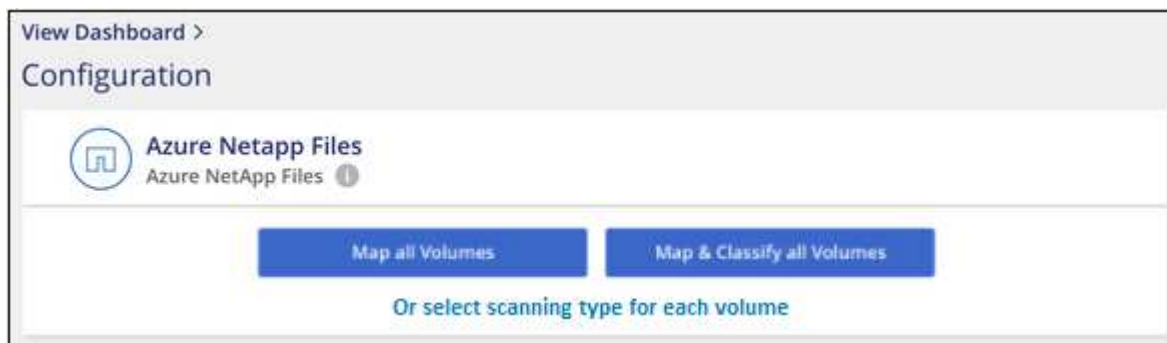 View Dashboard >
Configuration
Azure Netapp Files
Azure NetApp Files i
Map all Volumes
Map & Classify all Volumes
Or select scanning type for each volume